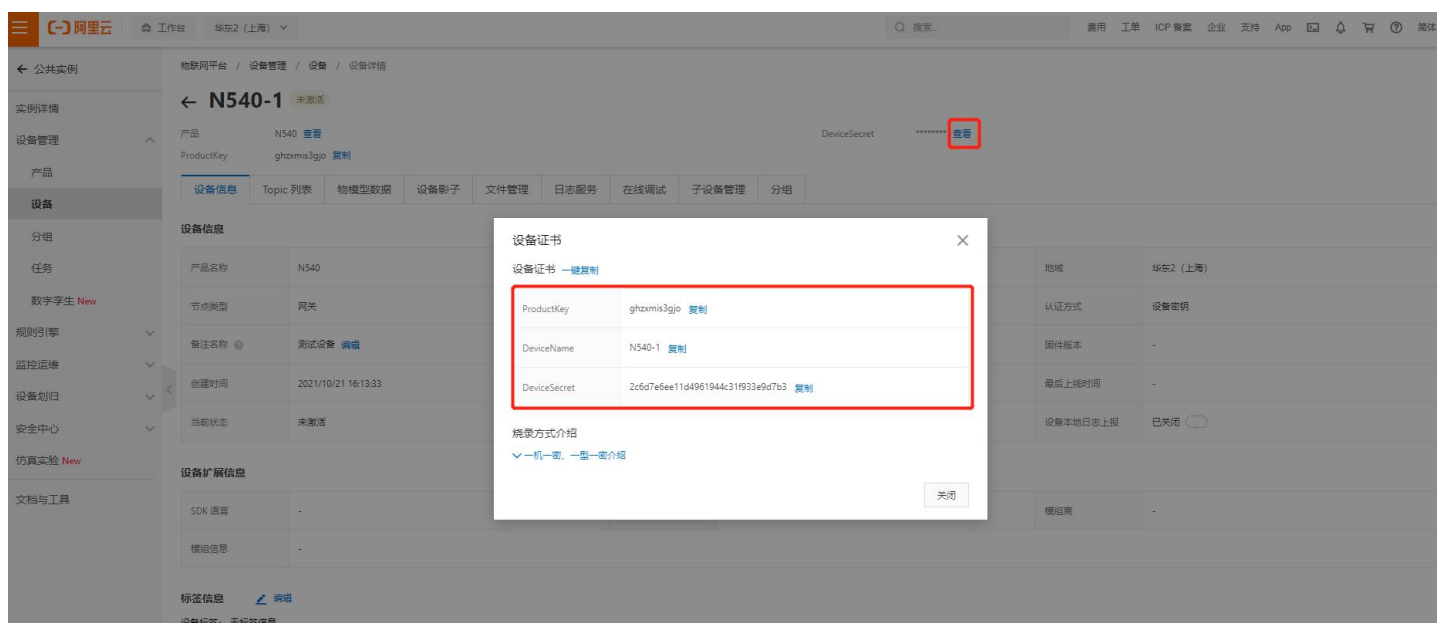 阿里云 工作台 华东2（上海） 搜索... 费用 工单 ICP 备案 企业 支持 App 简体
公共实例
物联网平台 / 设备管理 / 设备 / 设备详情
N540-1 未激活
实例详情
设备管理
产品
设备
分组
任务
数字孪生 New
规则引擎
监控运维
设备划归
安全中心
仿真实验 New
文档与工具
产品 N540 查看 DeviceSecret ******** 查看
ProductKey ghzxmis3gjo 复制
设备信息 Topic 列表 物模型数据 设备影子 文件管理 日志服务 在线调试 子设备管理 分组
设备信息
产品名称 N540 地域 华东2（上海）
节点类型 网关 认证方式 设备密钥
备注名称 测试设备 编辑 固件版本 -
创建时间 2021/10/21 16:13:33 最后上线时间 -
当前状态 未激活 设备本地日志上报 已关闭
设备证书
设备证书 一键复制
ProductKey ghzxmis3gjo 复制
DeviceName N540-1 复制
DeviceSecret 2c6d7e6ee11d4961944c31f933e9d7b3 复制
烧录方式介绍
一机一密、一型一密介绍
关闭
设备扩展信息
SDK 语言 - 模组商 -
模组信息 -
标签信息 编辑
设备标签：无标签信息